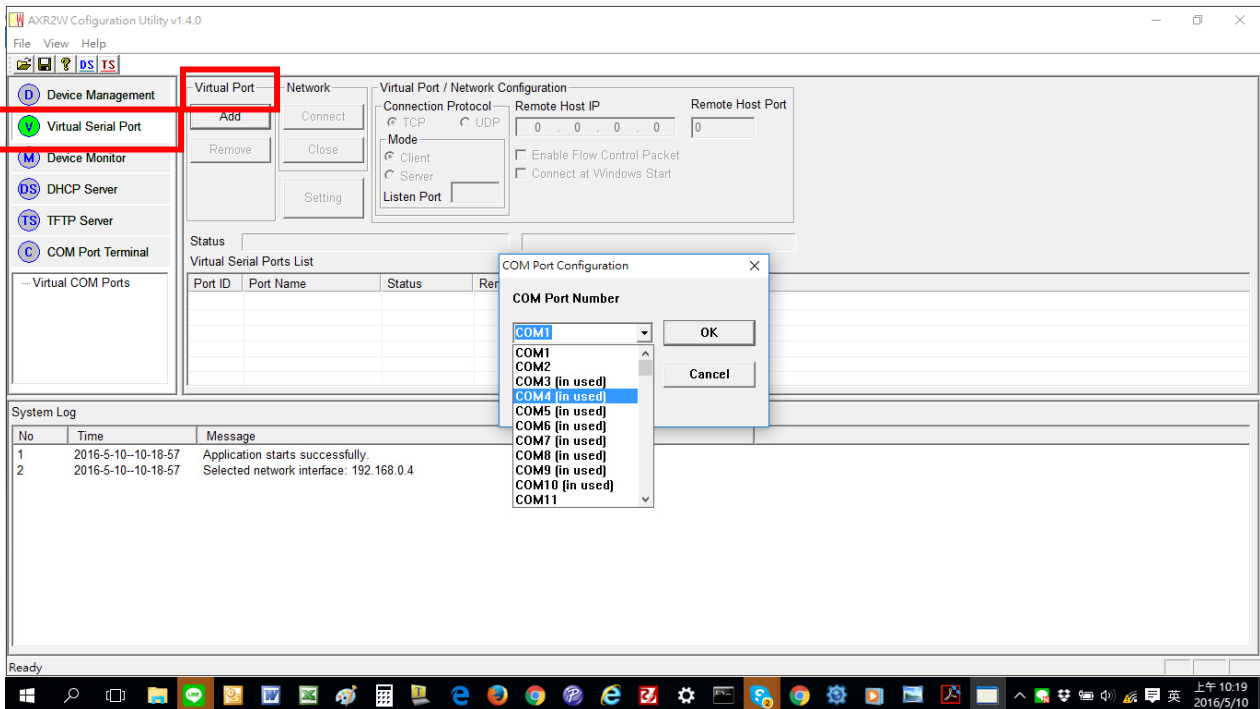 AXR2W Cofiguration Utility v1.4.0
File View Help
DS TS
D Device Management
V Virtual Serial Port
M Device Monitor
DS DHCP Server
TS TFTP Server
C COM Port Terminal
Virtual COM Ports
Virtual Port
Add
Remove
Network
Connect
Close
Setting
Virtual Port / Network Configuration
Connection Protocol
TCP UDP
Mode
Client
Server
Listen Port
Remote Host IP
0 . 0 . 0 . 0
Remote Host Port
0
Enable Flow Control Packet
Connect at Windows Start
Status
Virtual Serial Ports List
Port ID Port Name Status
COM Port Configuration
COM Port Number
COM1
OK
Cancel
COM1
COM2
COM3 (in used)
COM4 (in used)
COM5 (in used)
COM6 (in used)
COM7 (in used)
COM8 (in used)
COM9 (in used)
COM10 (in used)
COM11
System Log
No Time Message
1 2016-5-10--10-18-57 Application starts successfully.
2 2016-5-10--10-18-57 Selected network interface: 192.168.0.4
Ready
英
上午 10:19
2016/5/10